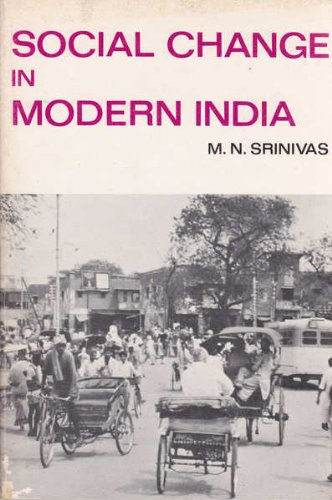 SOCIAL CHANGE
IN
MODERN INDIA
M. N. SRINIVAS